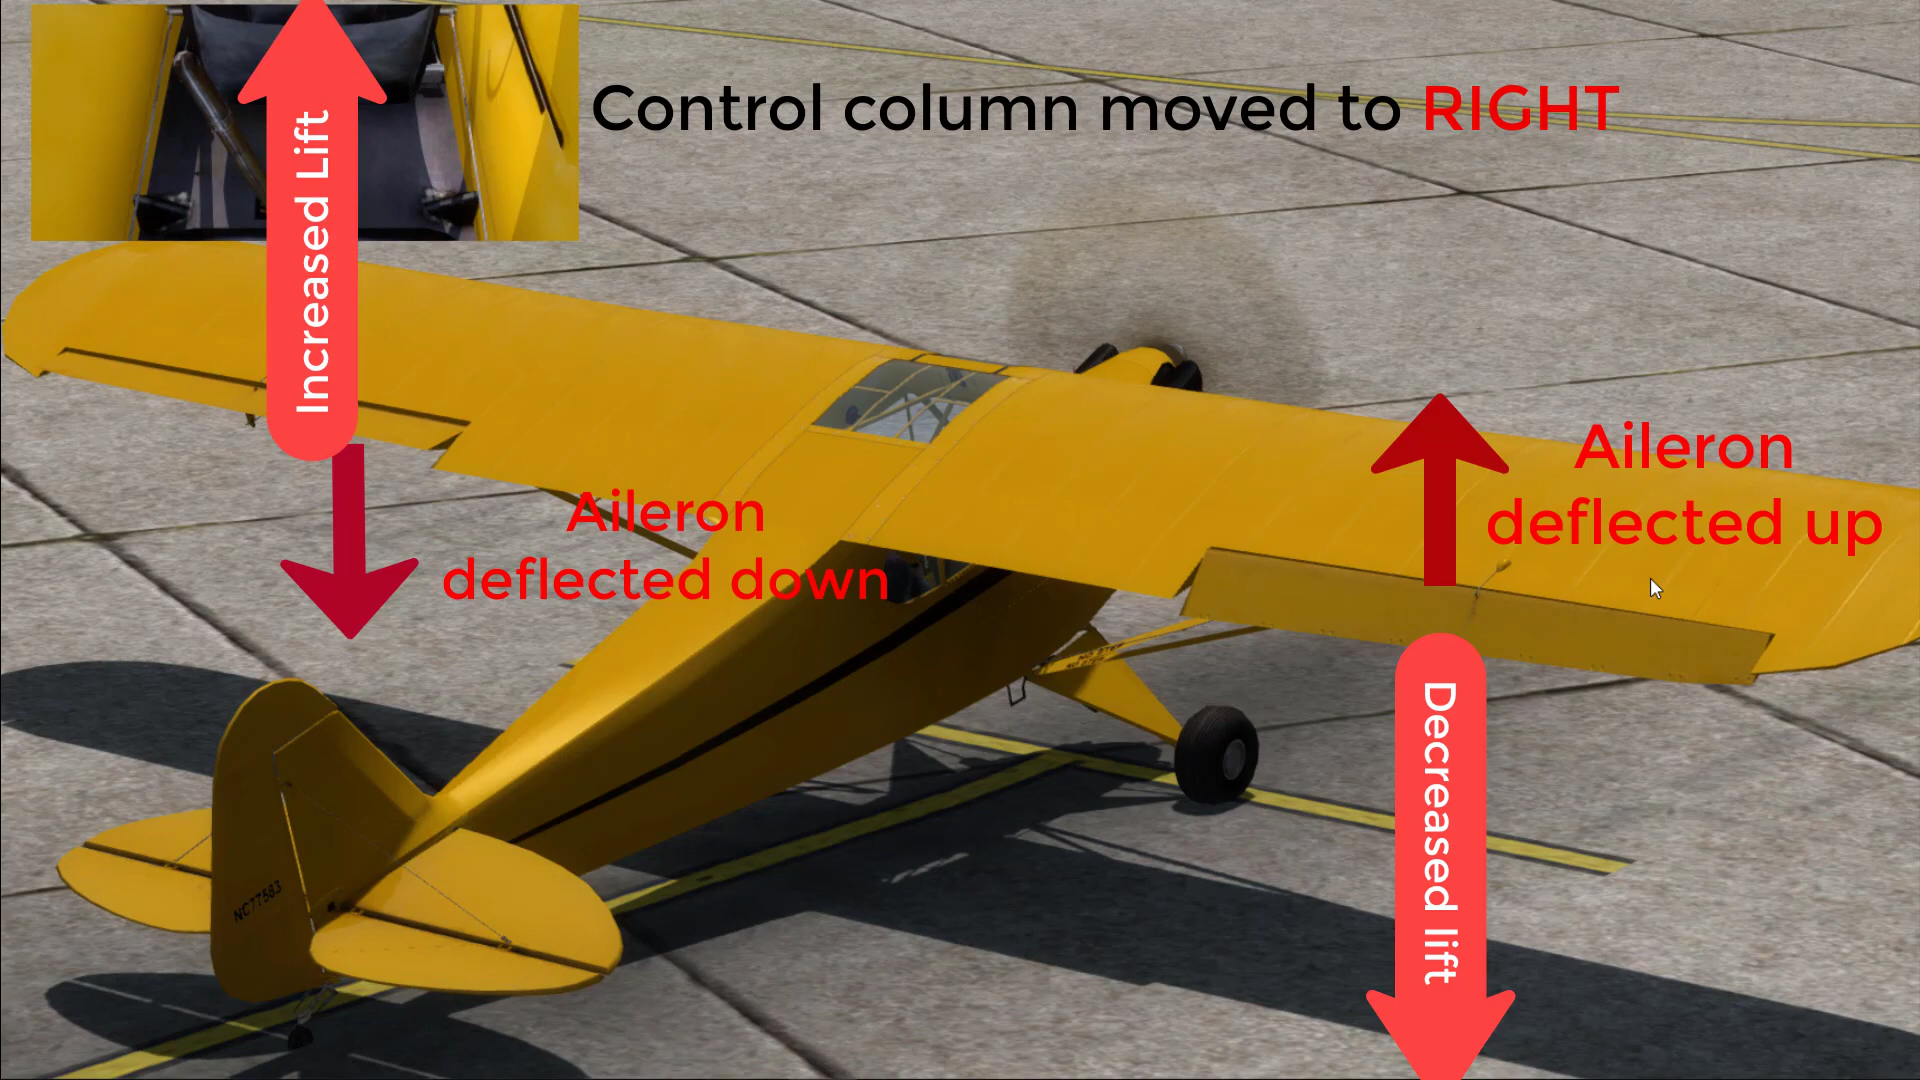 Control column moved to RIGHT
Increased Lift
Aileron
deflected up
Aileron
deflected down
Decreased lift
NC77583